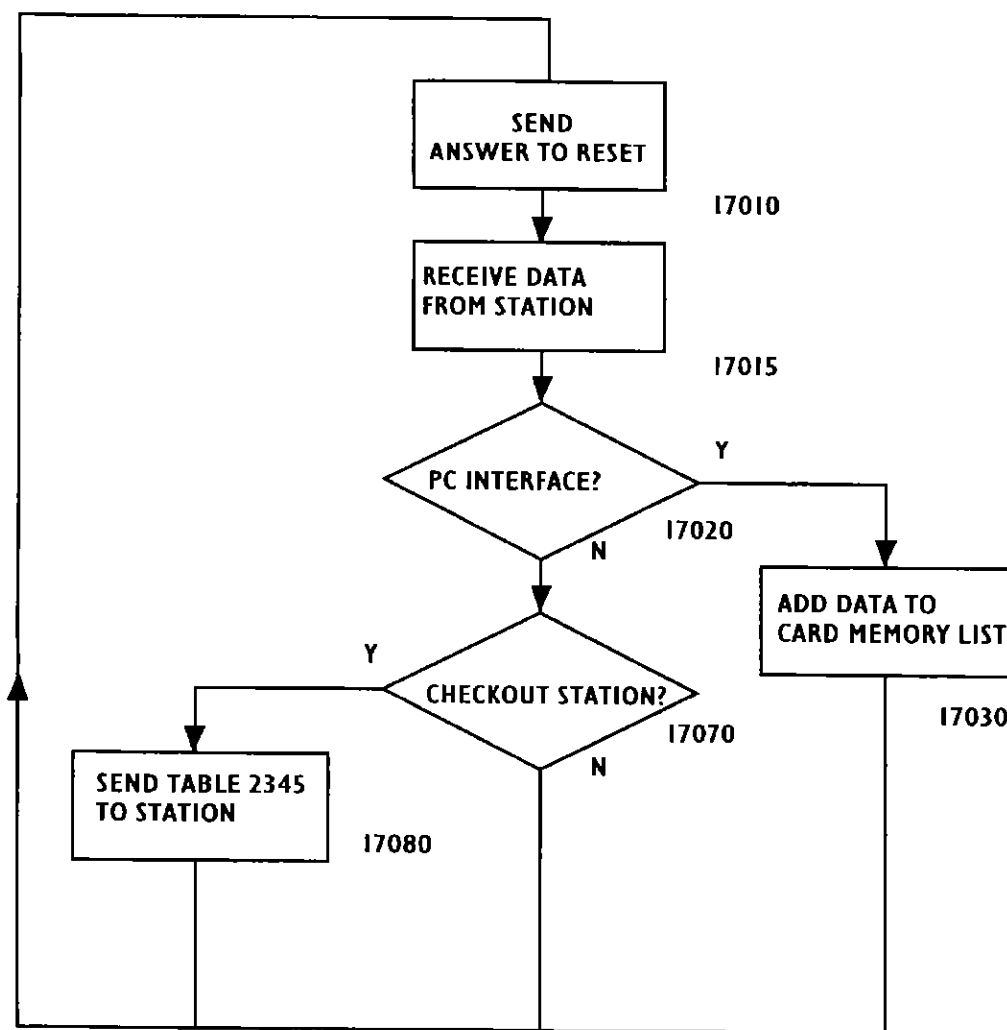 SEND
ANSWER TO RESET
17010
RECEIVE DATA
FROM STATION
17015
PC INTERFACE?
Y
17020
N
ADD DATA TO
CARD MEMORY LIST
17030
Y
CHECKOUT STATION?
17070
N
SEND TABLE 2345
TO STATION
17080